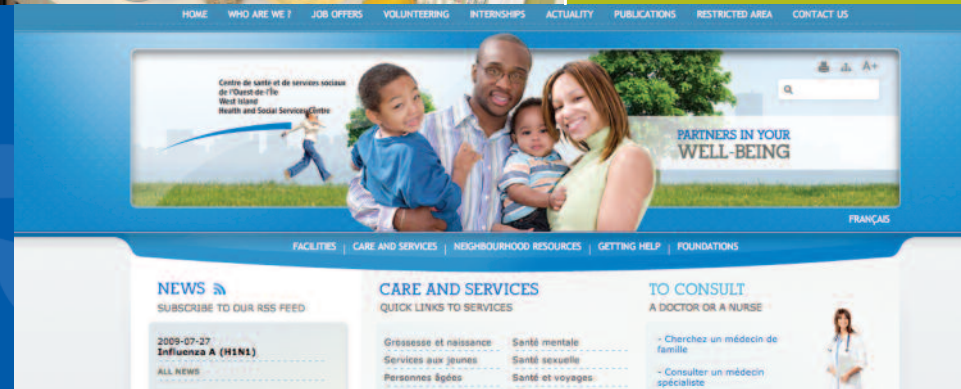 HOME WHO ARE WE ? JOB OFFERS VOLUNTEERING INTERNSHIPS ACTUALITY PUBLICATIONS RESTRICTED AREA CONTACT US
A+
Centre de santé et de services sociaux
de l'Ouest-de-l'Île
West Island
Health and Social Services Centre
PARTNERS IN YOUR
WELL-BEING
FRANÇAIS
FACILITIES | CARE AND SERVICES | NEIGHBOURHOOD RESOURCES | GETTING HELP | FOUNDATIONS
NEWS
SUBSCRIBE TO OUR RSS FEED
2009-07-27
Influenza A (H1N1)
ALL NEWS
CARE AND SERVICES
QUICK LINKS TO SERVICES
Grossesse et naissance Santé mentale
Services aux jeunes Santé sexuelle
Personnes âgées Santé et voyages
TO CONSULT
A DOCTOR OR A NURSE
- Cherchez un médecin de
famille
- Consulter un médecin
spécialiste